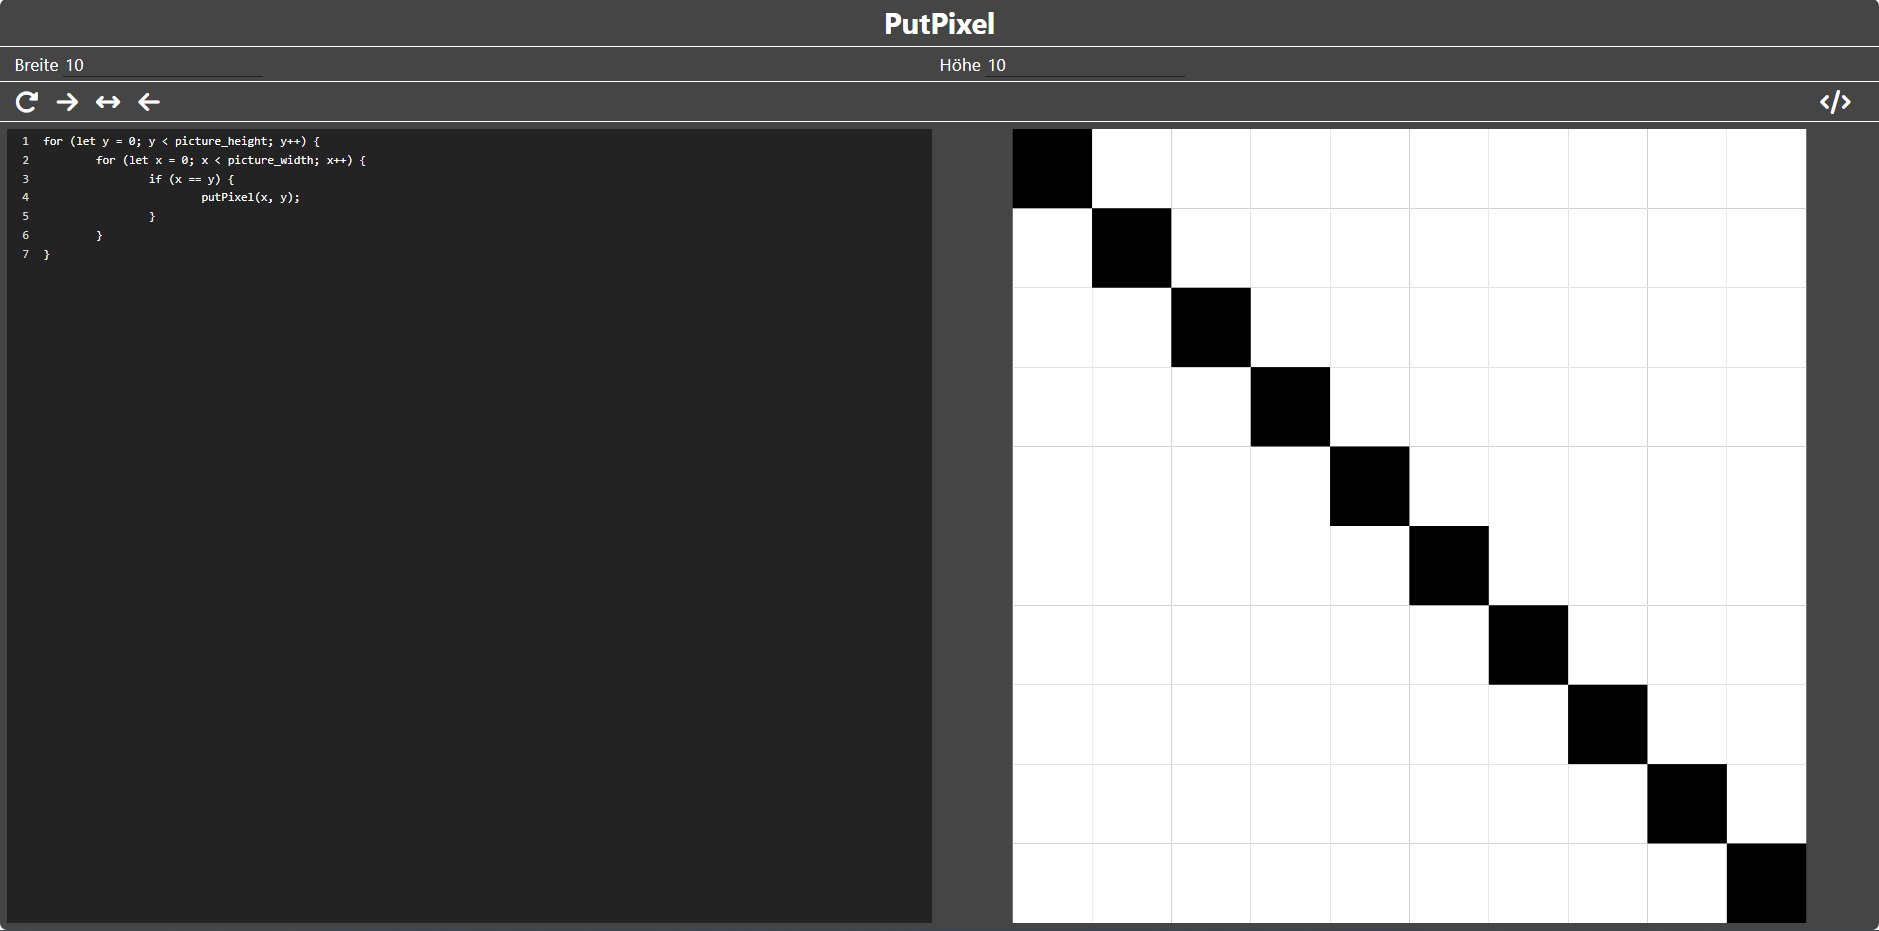 PutPixel
Breite 10
Höhe 10
1 for (let y = 0; y < picture_height; y++) {
2 for (let x = 0; x < picture_width; x++) {
3 if (x == y) {
4 putPixel(x, y);
5 }
6 }
7 }